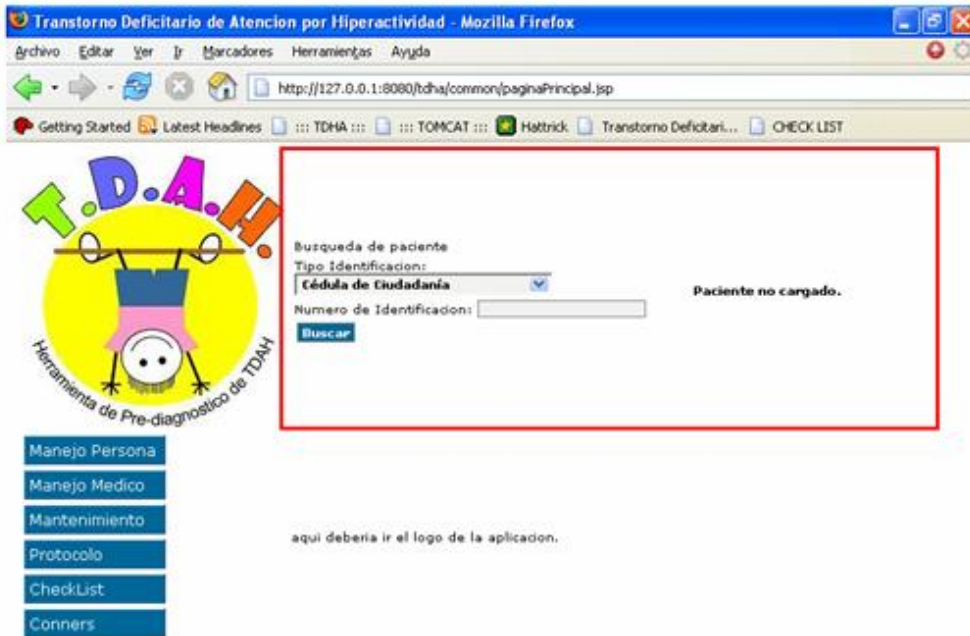 Transtorno Deficitario de Atencion por Hiperactividad - Mozilla Firefox
Archivo Editar Ver Ir Marcadores Herramientas Ayuda
http://127.0.0.1:8080/tdha/common/paginaPrincipal.jsp
Getting Started Latest Headlines ::: TDHA ::: ::: TOMCAT ::: Hattrick Transtorno Deficitari... CHECK LIST
T.D.A.H.
Herramienta de Pre-diagnostico de TDAH
Busqueda de paciente
Tipo Identificacion:
Cédula de Ciudadanía
Numero de Identificacion:
Buscar
Paciente no cargado.
Manejo Persona
Manejo Medico
Mantenimiento
Protocolo
CheckList
Conners
aqui deberia ir el logo de la aplicacion.